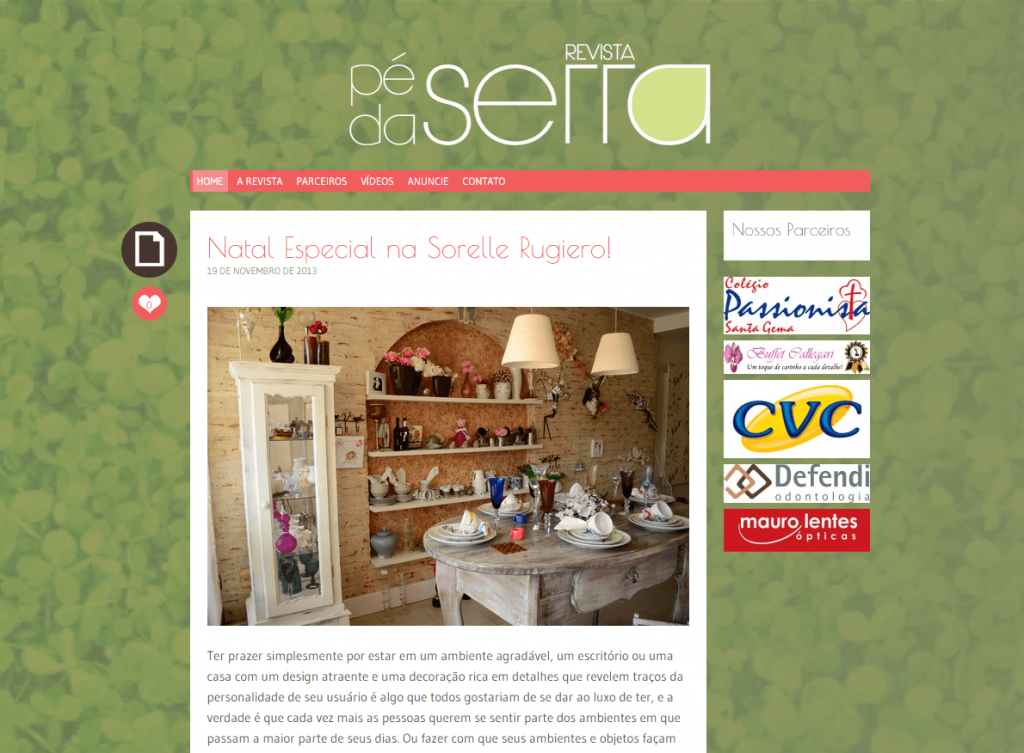 REVISTA
pé
da serra
HOME A REVISTA PARCEIROS VÍDEOS ANUNCIE CONTATO
Natal Especial na Sorelle Rugiero!
19 DE NOVEMBRO DE 2013
0
Ter prazer simplesmente por estar em um ambiente agradável, um escritório ou uma
casa com um design atraente e uma decoração rica em detalhes que revelem traços da
personalidade de seu usuário é algo que todos gostariam de se dar ao luxo de ter, e a
verdade é que cada vez mais as pessoas querem se sentir parte dos ambientes em que
passam a maior parte de seus dias. Ou fazer com que seus ambientes e objetos façam
Nossos Parceiros
Colégio
Passionista
Santa Gema
Buffet Callegari
Um toque de carinho a cada detalhe!
1
CVC
Defendi
odontologia
mauro lentes
ópticas